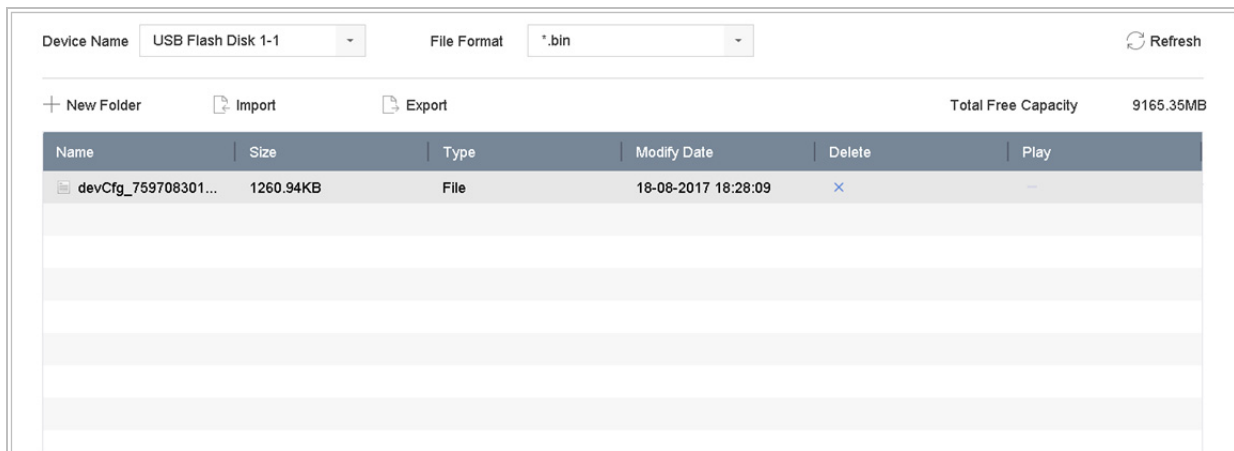 Device Name USB Flash Disk 1-1 File Format *.bin Refresh
New Folder Import Export Total Free Capacity 9165.35MB
Name Size Type Modify Date Delete Play
devCfg_759708301... 1260.94KB File 18-08-2017 18:28:09